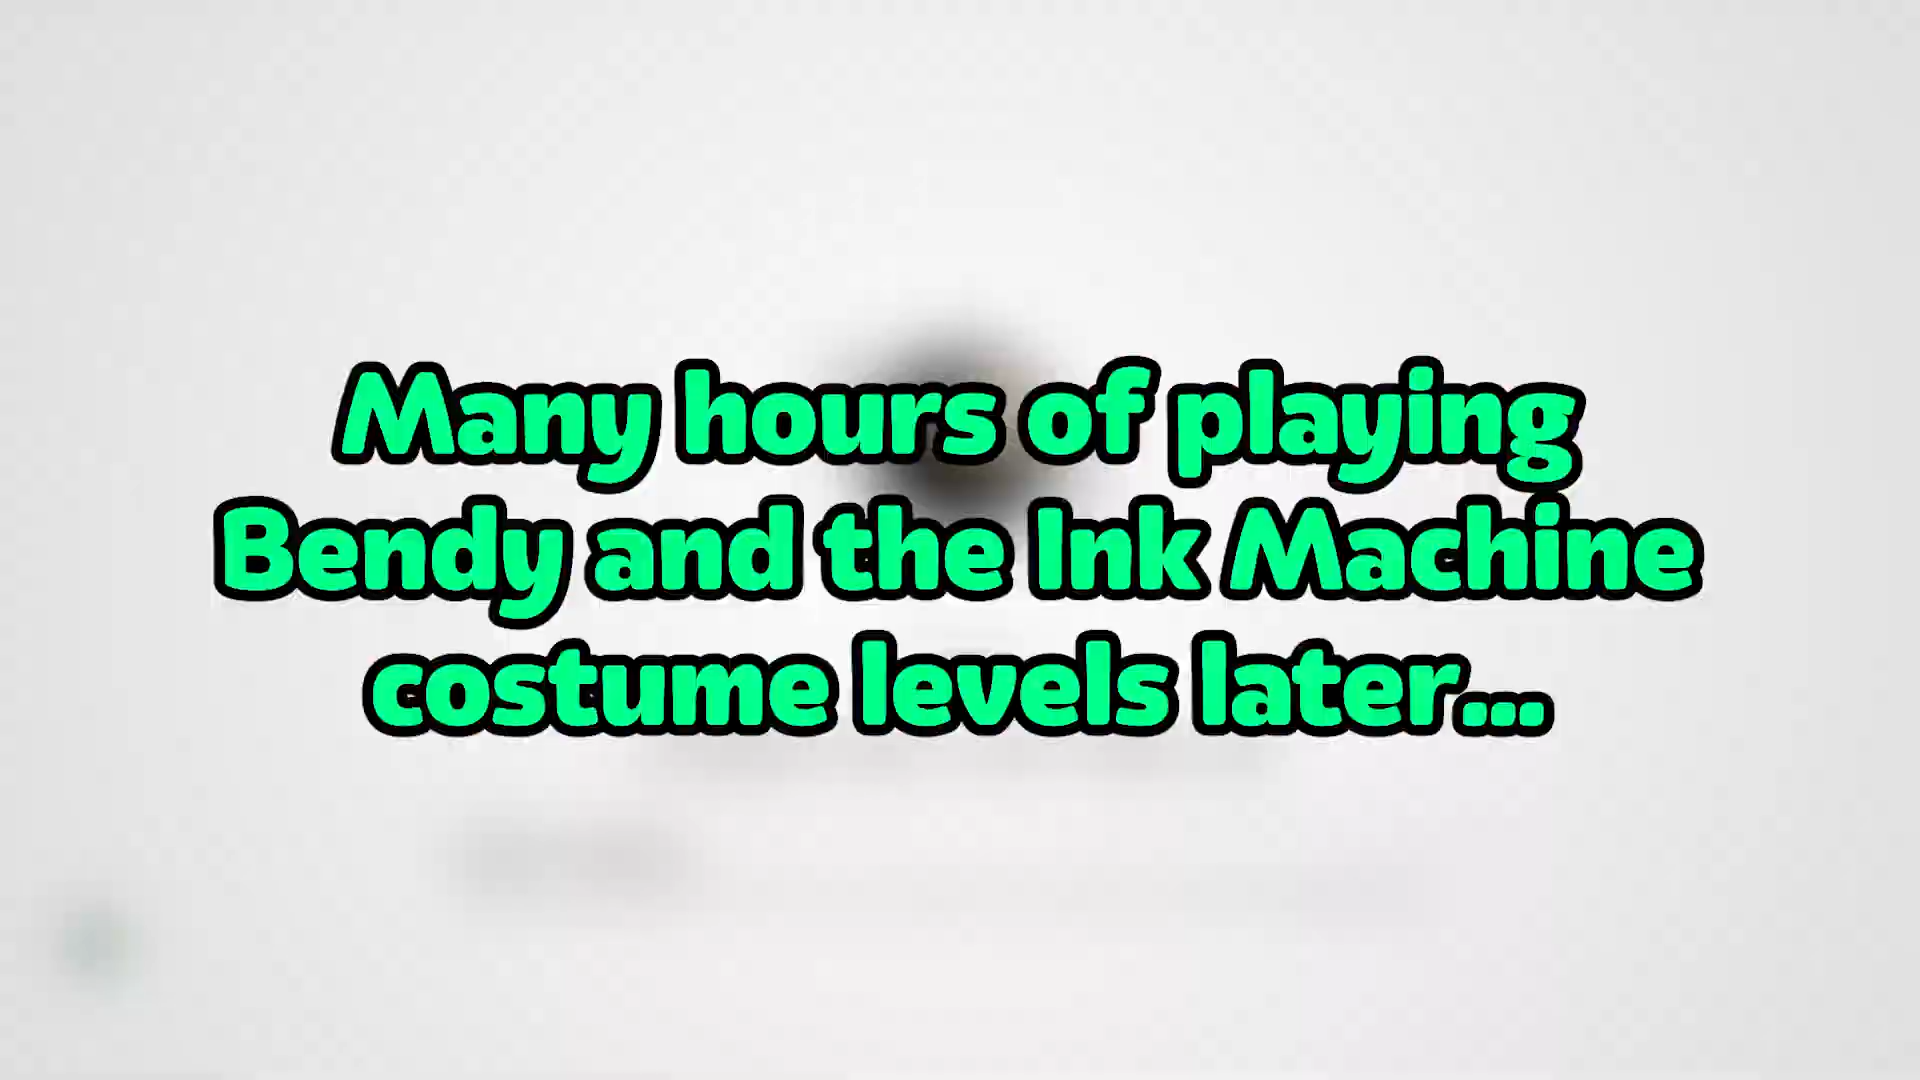 Many hours of playing
Bendy and the Ink Machine
costume levels later...